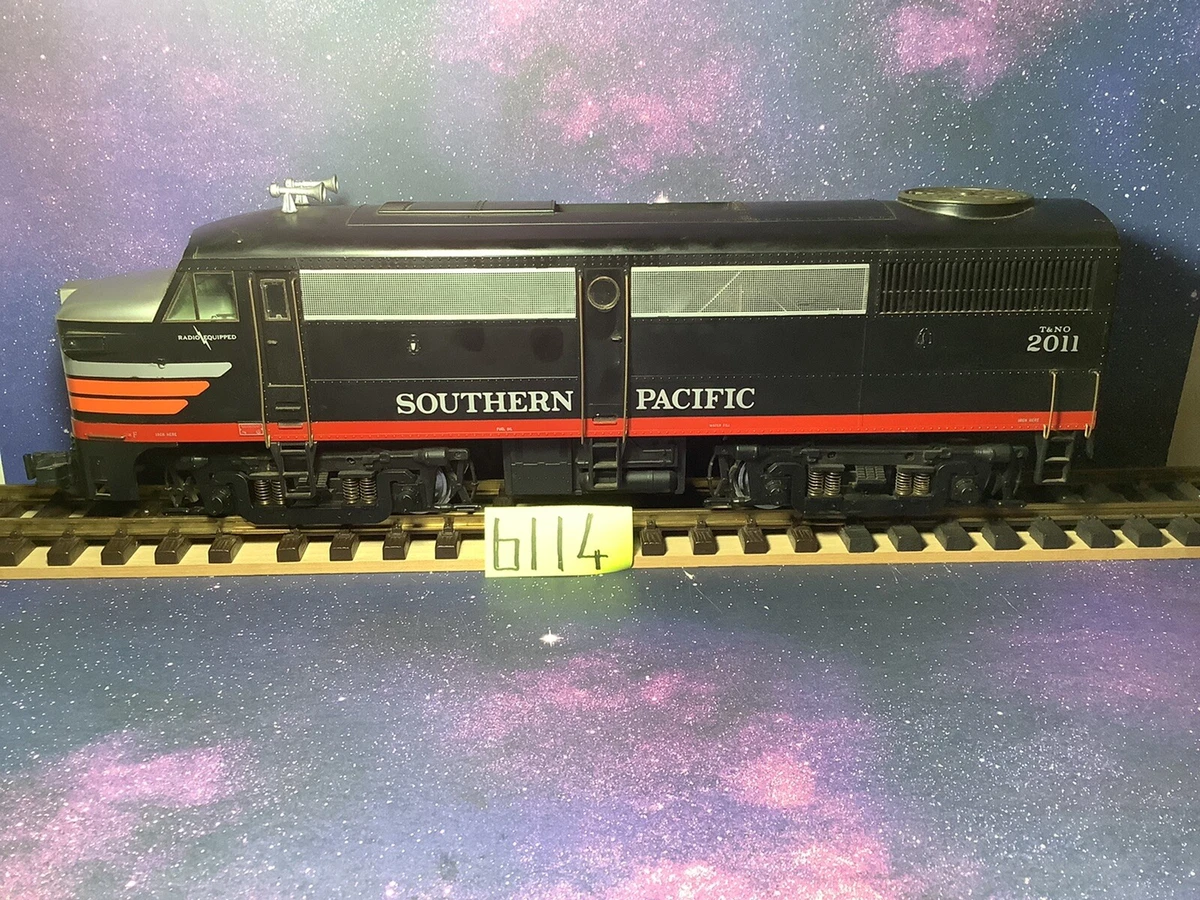 RADIO EQUIPPED
T&NO
2011
SOUTHERN PACIFIC
6114